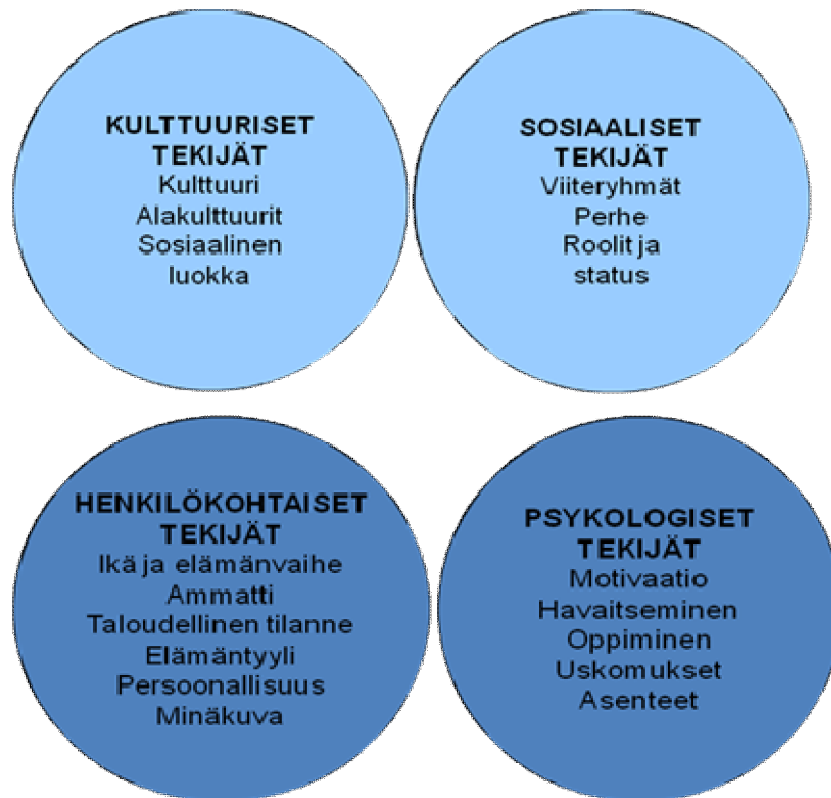 KULTTUURISET
TEKIJÄT
Kulttuuri
Alakulttuurit
Sosiaalinen
luokka
SOSIAALISET
TEKIJÄT
Viiteryhmät
Perhe
Roolit ja
status
HENKILÖKOHTAISET
TEKIJÄT
Ikä ja elämänvaihe
Ammatti
Taloudellinen tilanne
Elämäntyyli
Persoonallisuus
Minäkuva
PSYKOLOGISET
TEKIJÄT
Motivaatio
Havaitseminen
Oppiminen
Uskomukset
Asenteet